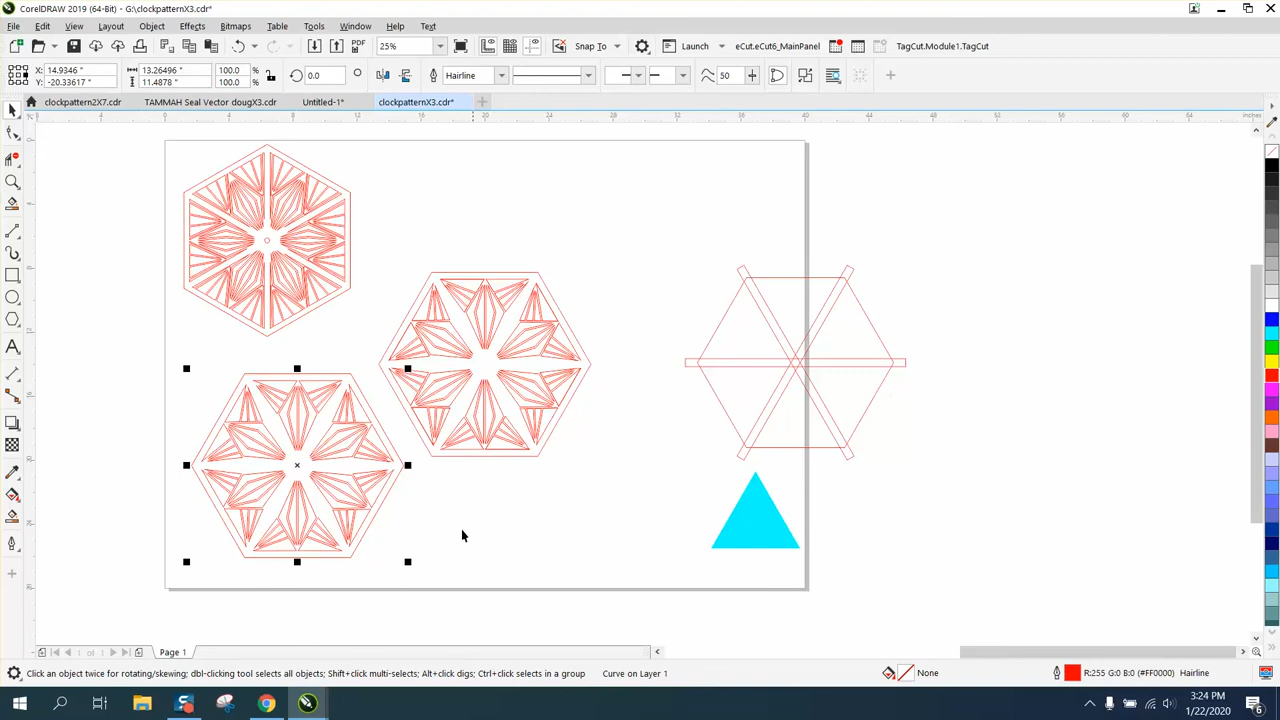 CorelDRAW 2019 (64-Bit) - G:\clockpatternX3.cdr*
File Edit View Layout Object Effects Bitmaps Table Tools Window Help Text
PDF 25% Snap To Launch eCut.eCut6_MainPanel TagCut.Module1.TagCut
X: 14.9346 " 13.26496 " 100.0 % 0.0 Hairline 50
Y: -20.33617 " 11.4878 " 100.0 %
clockpattern2X7.cdr TAMMAH Seal Vector dougX3.cdr Untitled-1* clockpatternX3.cdr*
inches
1 of 1 Page 1
Click an object twice for rotating/skewing; dbl-clicking tool selects all objects; Shift+click multi-selects; Alt+click digs; Ctrl+click selects in a group Curve on Layer 1 None R:255 G:0 B:0 (#FF0000) Hairline
3:24 PM
1/22/2020
6